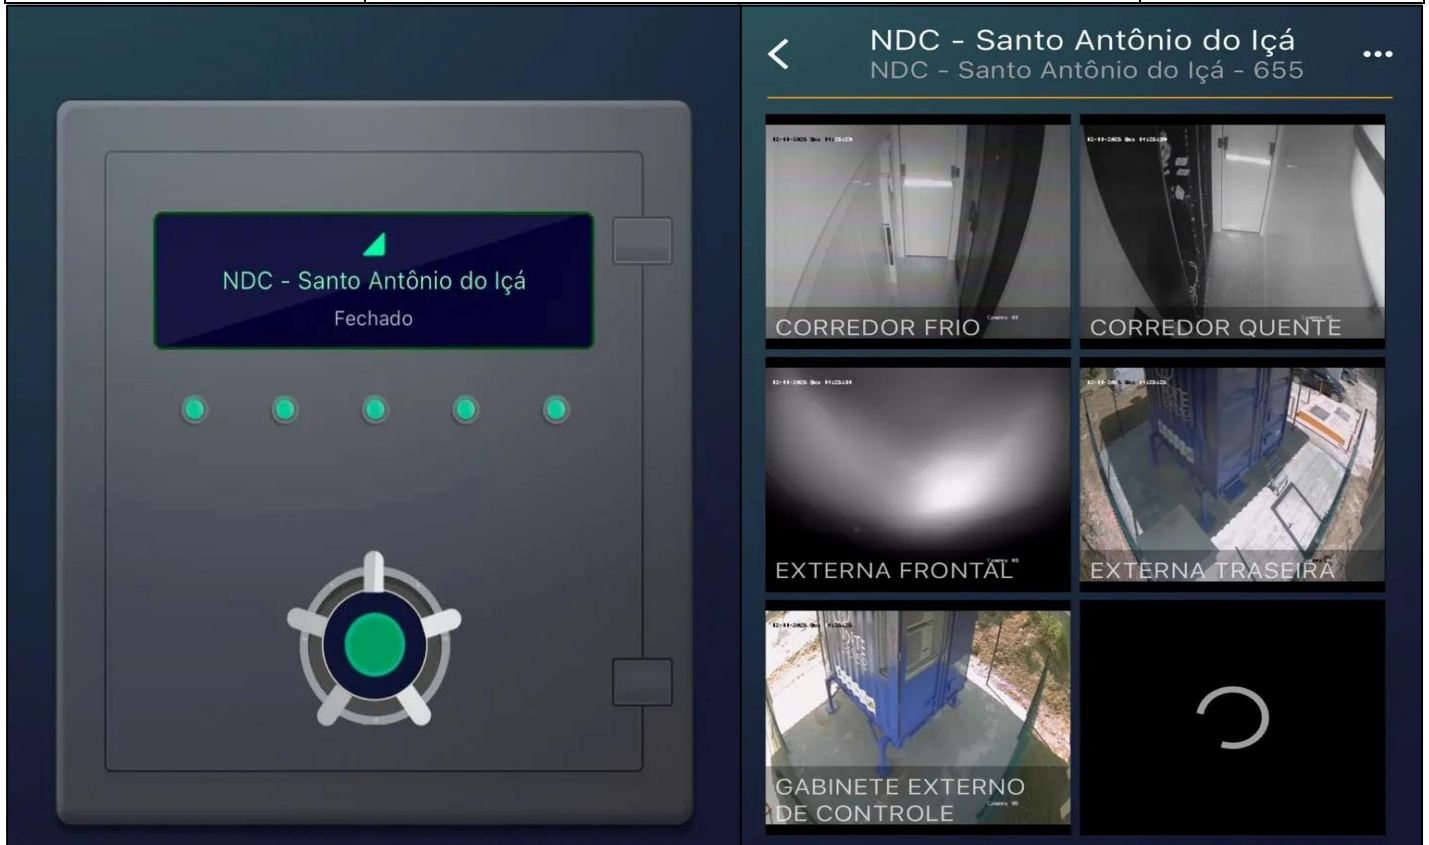 NDC - Santo Antônio do Içá
Fechado
NDC - Santo Antônio do Içá
NDC - Santo Antônio do Içá - 655
CORREDOR FRIO
CORREDOR QUENTE
EXTERNA FRONTAL
EXTERNA TRASEIRA
GABINETE EXTERNO
DE CONTROLE